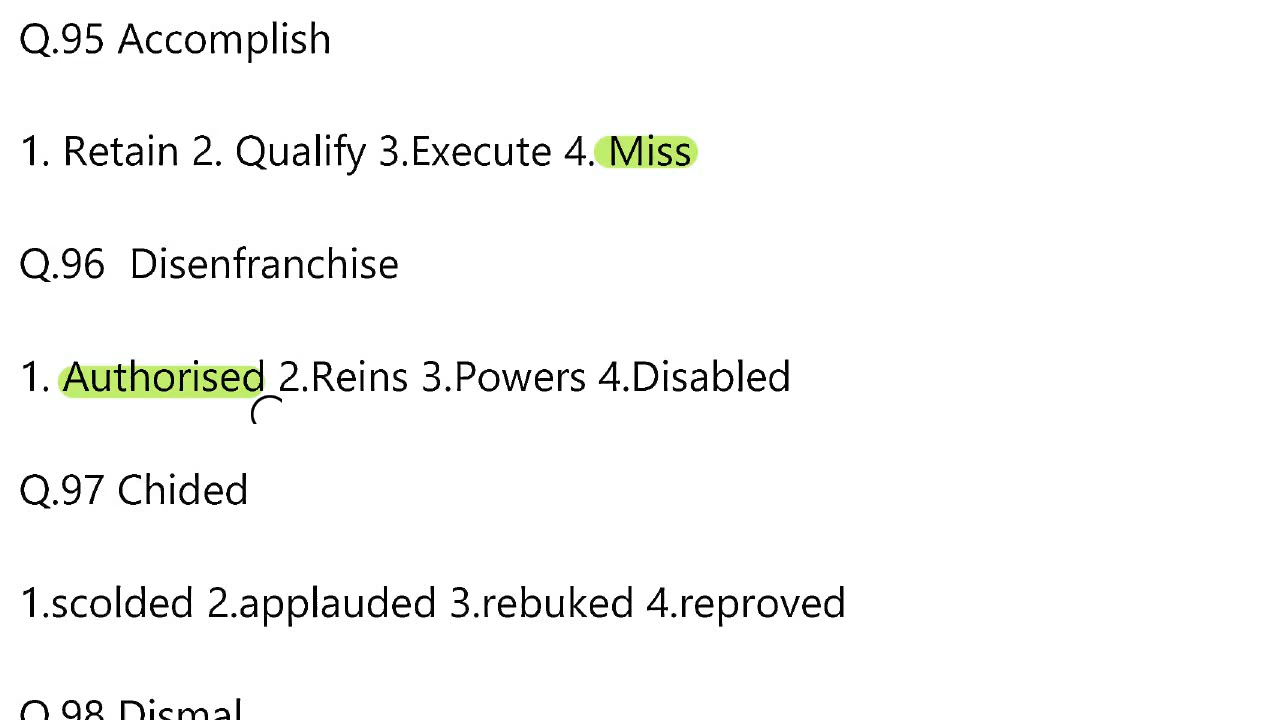 Q.95 Accomplish
1. Retain 2. Qualify 3.Execute 4. Miss
Q.96  Disenfranchise
1. Authorised 2.Reins 3.Powers 4.Disabled
Q.97 Chided
1.scolded 2.applauded 3.rebuked 4.reproved
Q.98 Dismal